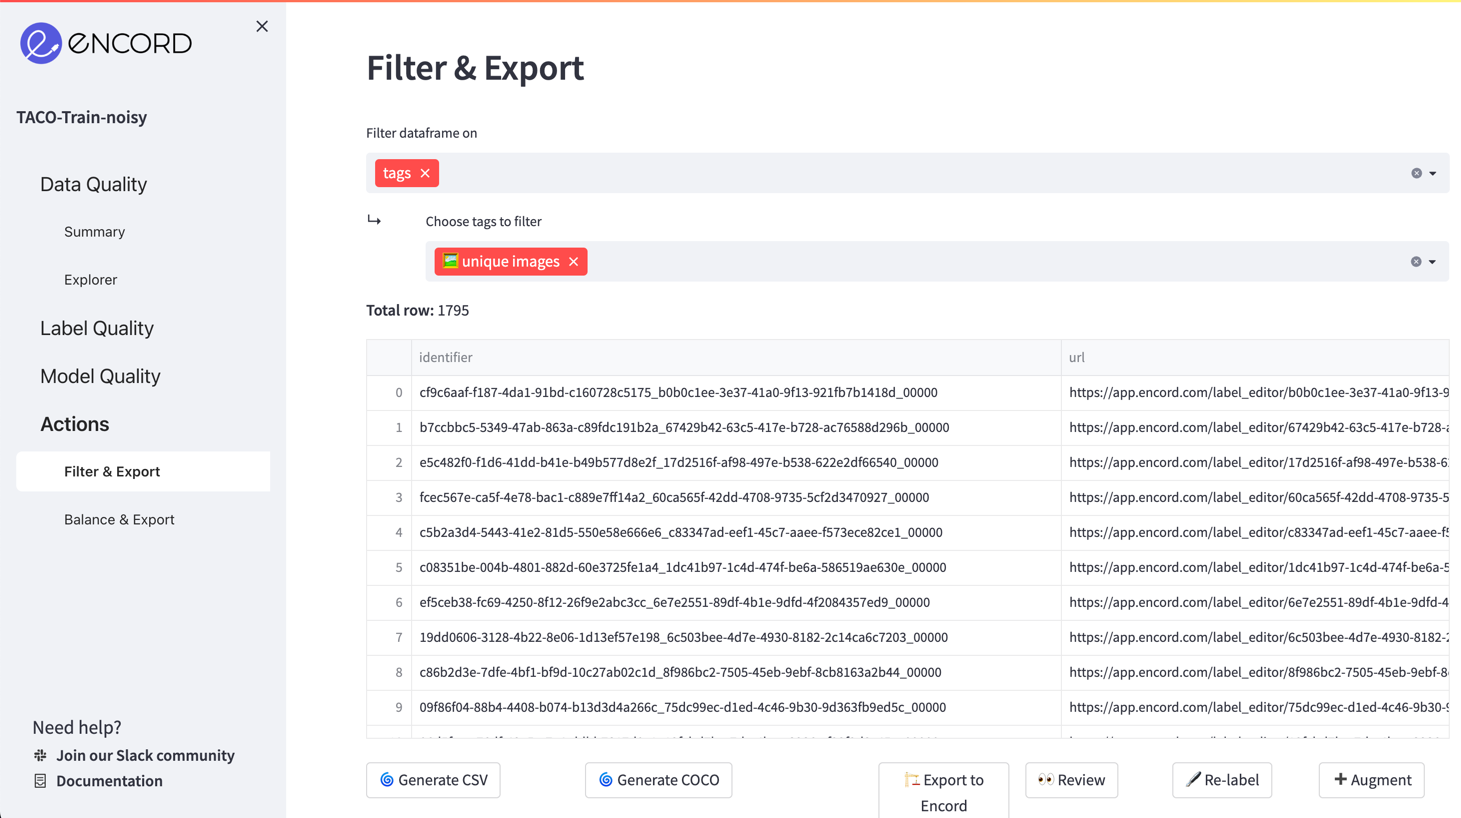 ENCORD
TACO-Train-noisy
Data Quality
Summary
Explorer
Label Quality
Model Quality
Actions
Filter & Export
Balance & Export
Need help?
Join our Slack community
Documentation
Filter & Export
Filter dataframe on
tags
Choose tags to filter
unique images
Total row: 1795
identifier url
0 cf9c6aaf-f187-4da1-91bd-c160728c5175_b0b0c1ee-3e37-41a0-9f13-921fb7b1418d_00000 https://app.encord.com/label_editor/b0b0c1ee-3e37-41a0-9f13-9
1 b7ccbbc5-5349-47ab-863a-c89fdc191b2a_67429b42-63c5-417e-b728-ac76588d296b_00000 https://app.encord.com/label_editor/67429b42-63c5-417e-b728-a
2 e5c482f0-f1d6-41dd-b41e-b49b577d8e2f_17d2516f-af98-497e-b538-622e2df66540_00000 https://app.encord.com/label_editor/17d2516f-af98-497e-b538-6
3 fcec567e-ca5f-4e78-bac1-c889e7ff14a2_60ca565f-42dd-4708-9735-5cf2d3470927_00000 https://app.encord.com/label_editor/60ca565f-42dd-4708-9735-5
4 c5b2a3d4-5443-41e2-81d5-550e58e666e6_c83347ad-eef1-45c7-aaee-f573ece82ce1_00000 https://app.encord.com/label_editor/c83347ad-eef1-45c7-aaee-f5
5 c08351be-004b-4801-882d-60e3725fe1a4_1dc41b97-1c4d-474f-be6a-586519ae630e_00000 https://app.encord.com/label_editor/1dc41b97-1c4d-474f-be6a-5
6 ef5ceb38-fc69-4250-8f12-26f9e2abc3cc_6e7e2551-89df-4b1e-9dfd-4f2084357ed9_00000 https://app.encord.com/label_editor/6e7e2551-89df-4b1e-9dfd-4
7 19dd0606-3128-4b22-8e06-1d13ef57e198_6c503bee-4d7e-4930-8182-2c14ca6c7203_00000 https://app.encord.com/label_editor/6c503bee-4d7e-4930-8182-2
8 c86b2d3e-7dfe-4bf1-bf9d-10c27ab02c1d_8f986bc2-7505-45eb-9ebf-8cb8163a2b44_00000 https://app.encord.com/label_editor/8f986bc2-7505-45eb-9ebf-8
9 09f86f04-88b4-4408-b074-b13d3d4a266c_75dc99ec-d1ed-4c46-9b30-9d363fb9ed5c_00000 https://app.encord.com/label_editor/75dc99ec-d1ed-4c46-9b30-9
Generate CSV
Generate COCO
Export to
Encord
Review
Re-label
Augment